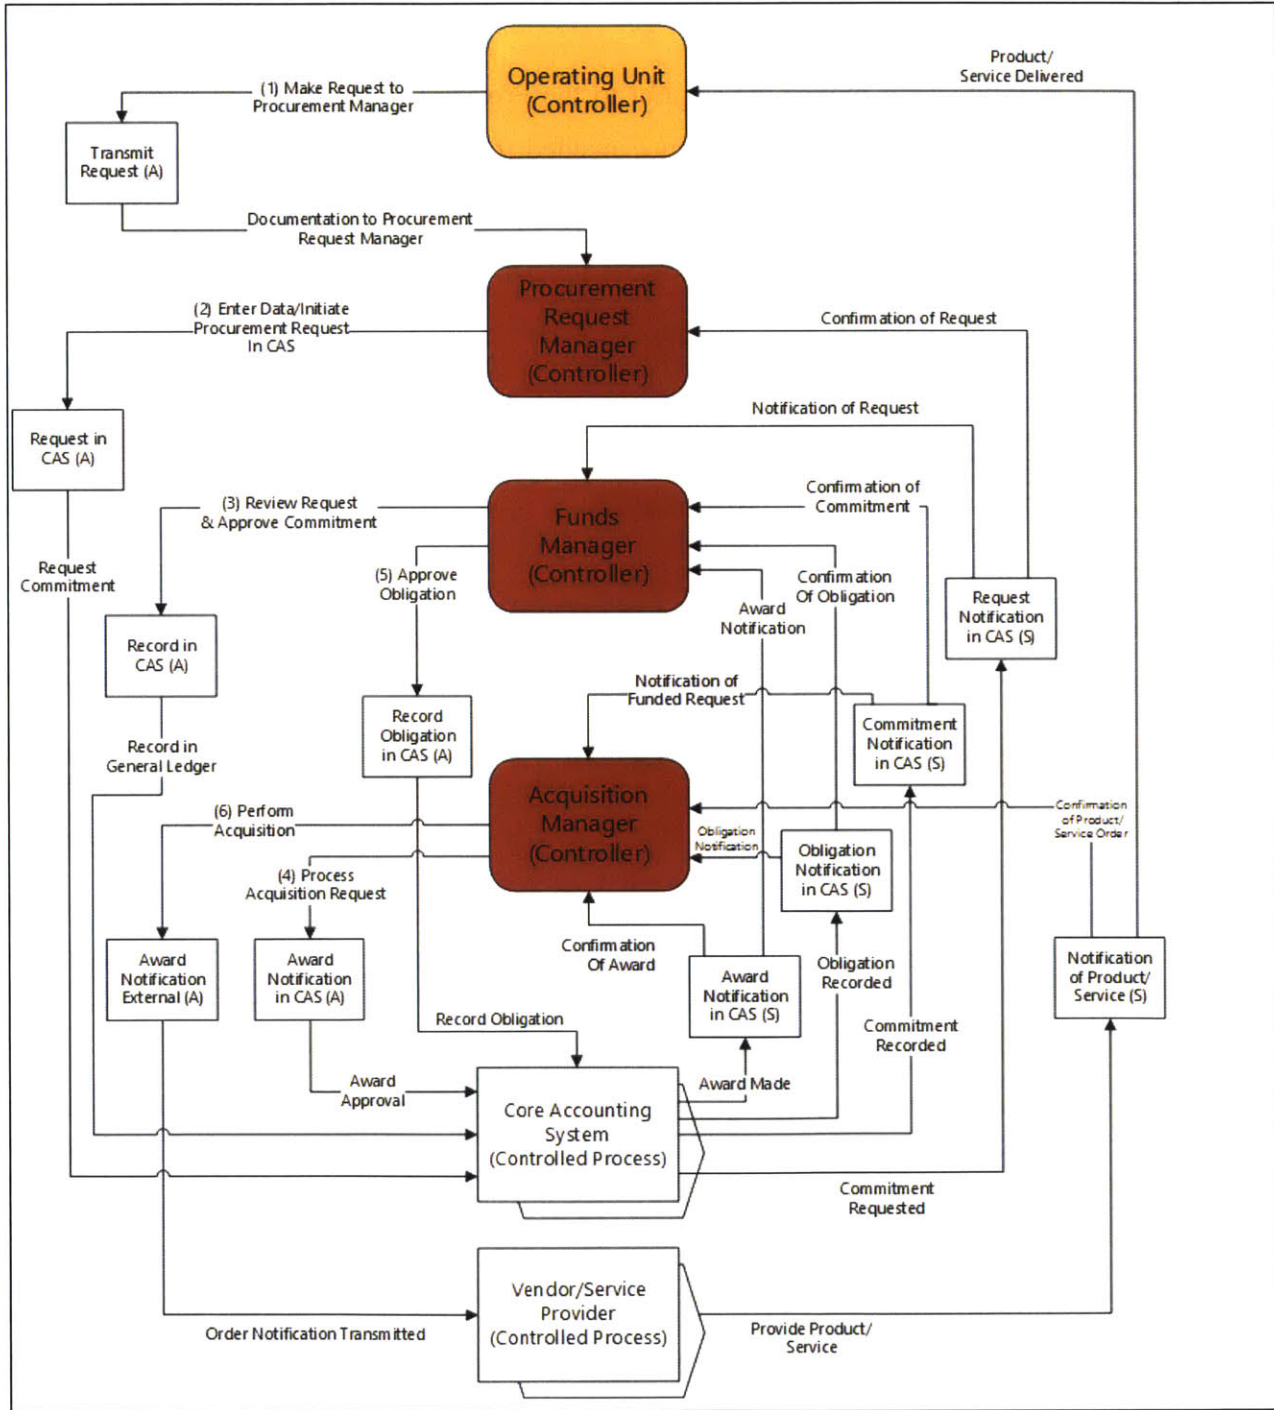 Product/
Service Delivered
Operating Unit
(Controller)
(1) Make Request to
Procurement Manager
Transmit
Request (A)
Documentation to Procurement
Request Manager
Procurement
Request
Manager
(Controller)
(2) Enter Data/Initiate
Procurement Request
In CAS
Confirmation of Request
Notification of Request
Request in
CAS (A)
Confirmation of
Commitment
(3) Review Request
& Approve Commitment
Funds
Manager
(Controller)
Request
Commitment
(5) Approve
Obligation
Confirmation
Of Obligation
Award
Notification
Request
Notification
in CAS (S)
Record in
CAS (A)
Notification of
Funded Request
Record
Obligation
in CAS (A)
Commitment
Notification
in CAS (S)
Record in
General Ledger
Acquisition
Manager
(Controller)
(6) Perform
Acquisition
Confirmation
of Product/
Service Order
Obligation
Notification
Obligation
Notification
in CAS (S)
(4) Process
Acquisition Request
Award
Notification
External (A)
Award
Notification
in CAS (A)
Confirmation
Of Award
Award
Notification
in CAS (S)
Obligation
Recorded
Notification
of Product/
Service (S)
Record Obligation
Commitment
Recorded
Award
Approval
Award Made
Core Accounting
System
(Controlled Process)
Commitment
Requested
Vendor/Service
Provider
(Controlled Process)
Order Notification Transmitted
Provide Product/
Service